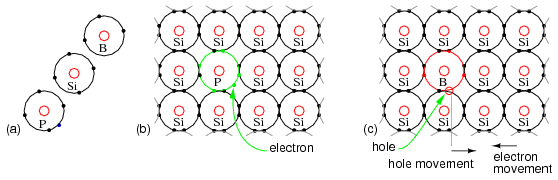 B
Si
P
(a)
Si Si Si Si
P Si Si Si
Si Si Si Si
(b)
electron
Si Si Si Si
Si B Si Si
Si Si Si Si
(c)
hole
hole movement
electron
movement